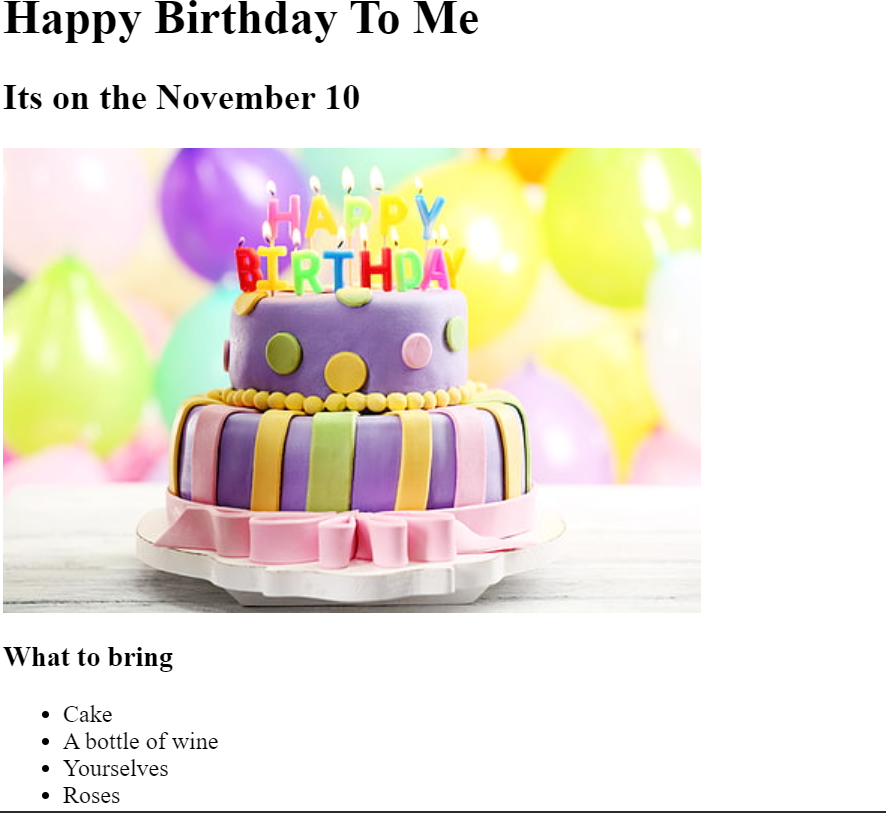 Happy Birthday To Me
Its on the November 10
HAPPY
BIRTHDAY
What to bring
Cake
A bottle of wine
Yourselves
Roses